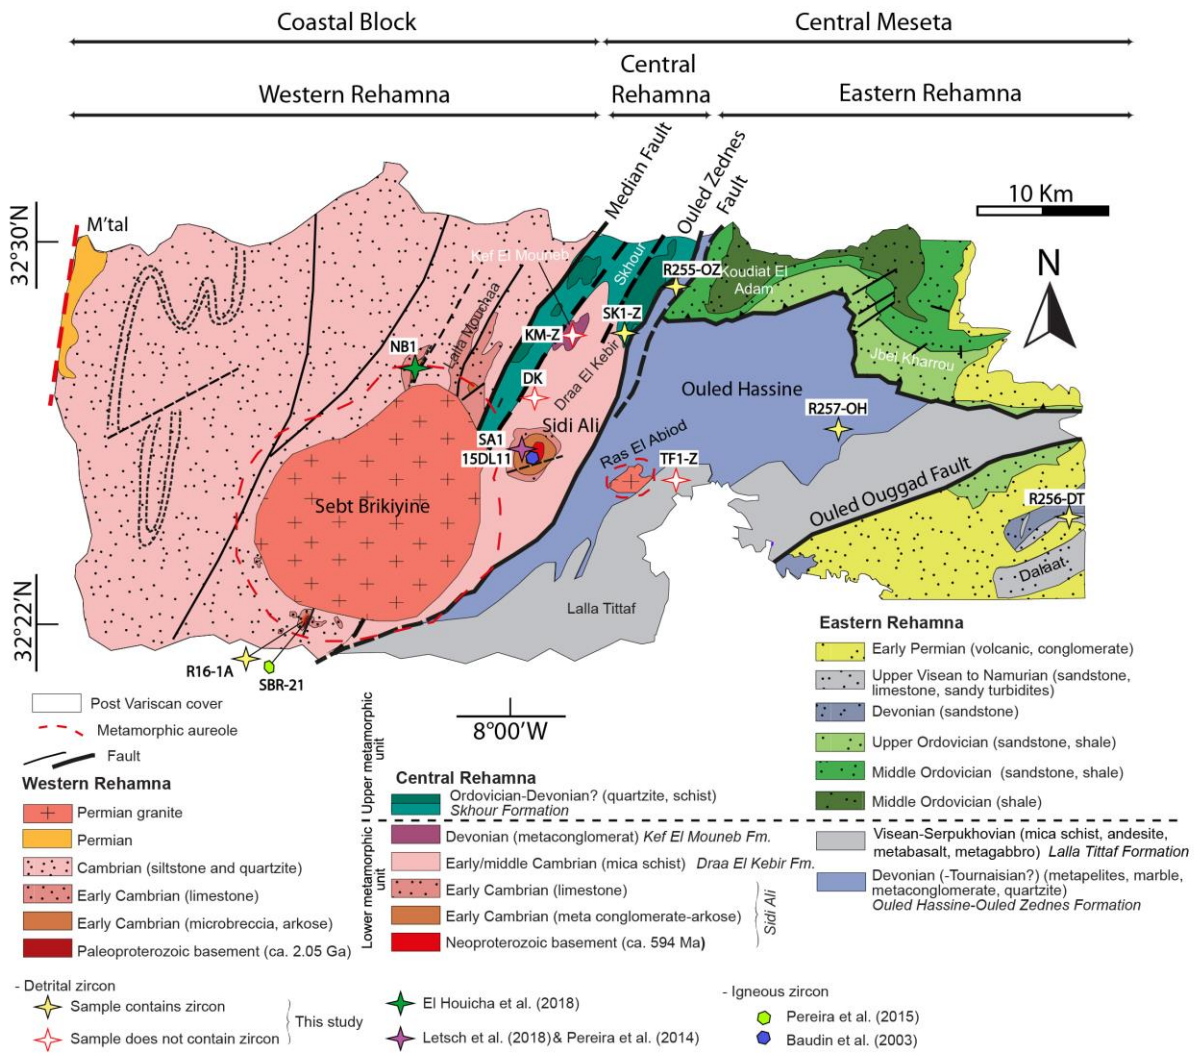 Coastal Block
Central Meseta
Western Rehamna
Central
Rehamna
Eastern Rehamna
Median Fault
Ouled Zednes
Fault
10 Km
N
32°30'N
32°22'N
M'tal
Kef El Mouneb
Skhour
R255-OZ
Koudiat El
Adam
SK1-Z
KM-Z
Lalla Mouchaa
NB1
Draa El Kebir
Jbel Kharrou
DK
Ouled Hassine
R257-OH
Sidi Ali
SA1
15DL11
Ras El Abiod
TF1-Z
Ouled Ouggad Fault
R256-DT
Sebt Brikiyine
Dalaat
Lalla Tittaf
R16-1A
SBR-21
8°00'W
Post Variscan cover
Metamorphic aureole
Fault
Western Rehamna
Permian granite
Permian
Cambrian (siltstone and quartzite)
Early Cambrian (limestone)
Early Cambrian (microbreccia, arkose)
Paleoproterozoic basement (ca. 2.05 Ga)
Upper metamorphic
unit
Lower metamorphic
unit
Central Rehamna
Ordovician-Devonian? (quartzite, schist)
Skhour Formation
Devonian (metaconglomerat) Kef El Mouneb Fm.
Early/middle Cambrian (mica schist) Draa El Kebir Fm.
Early Cambrian (limestone)
Early Cambrian (meta conglomerate-arkose)
Neoproterozoic basement (ca. 594 Ma)
Sidi Ali
Eastern Rehamna
Early Permian (volcanic, conglomerate)
Upper Visean to Namurian (sandstone,
limestone, sandy turbidites)
Devonian (sandstone)
Upper Ordovician (sandstone, shale)
Middle Ordovician (sandstone, shale)
Middle Ordovician (shale)
Visean-Serpukhovian (mica schist, andesite,
metabasalt, metagabbro) Lalla Tittaf Formation
Devonian (-Tournaisian?) (metapelites, marble,
metaconglomerate, quartzite)
Ouled Hassine-Ouled Zednes Formation
- Detrital zircon
Sample contains zircon
Sample does not contain zircon
This study
El Houicha et al. (2018)
Letsch et al. (2018)& Pereira et al. (2014)
- Igneous zircon
Pereira et al. (2015)
Baudin et al. (2003)